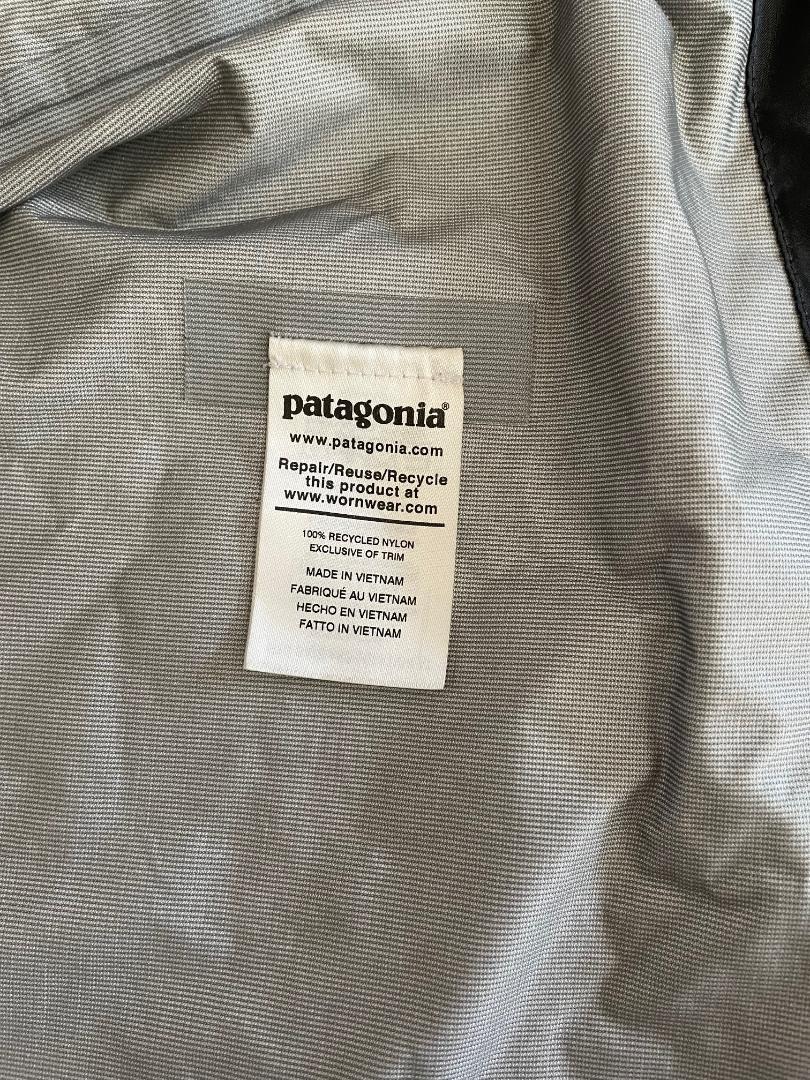 patagonia®
www.patagonia.com
Repair/Reuse/Recycle
this product at
www.wornwear.com
100% RECYCLED NYLON
EXCLUSIVE OF TRIM
MADE IN VIETNAM
FABRIQUÉ AU VIETNAM
HECHO EN VIETNAM
FATTO IN VIETNAM